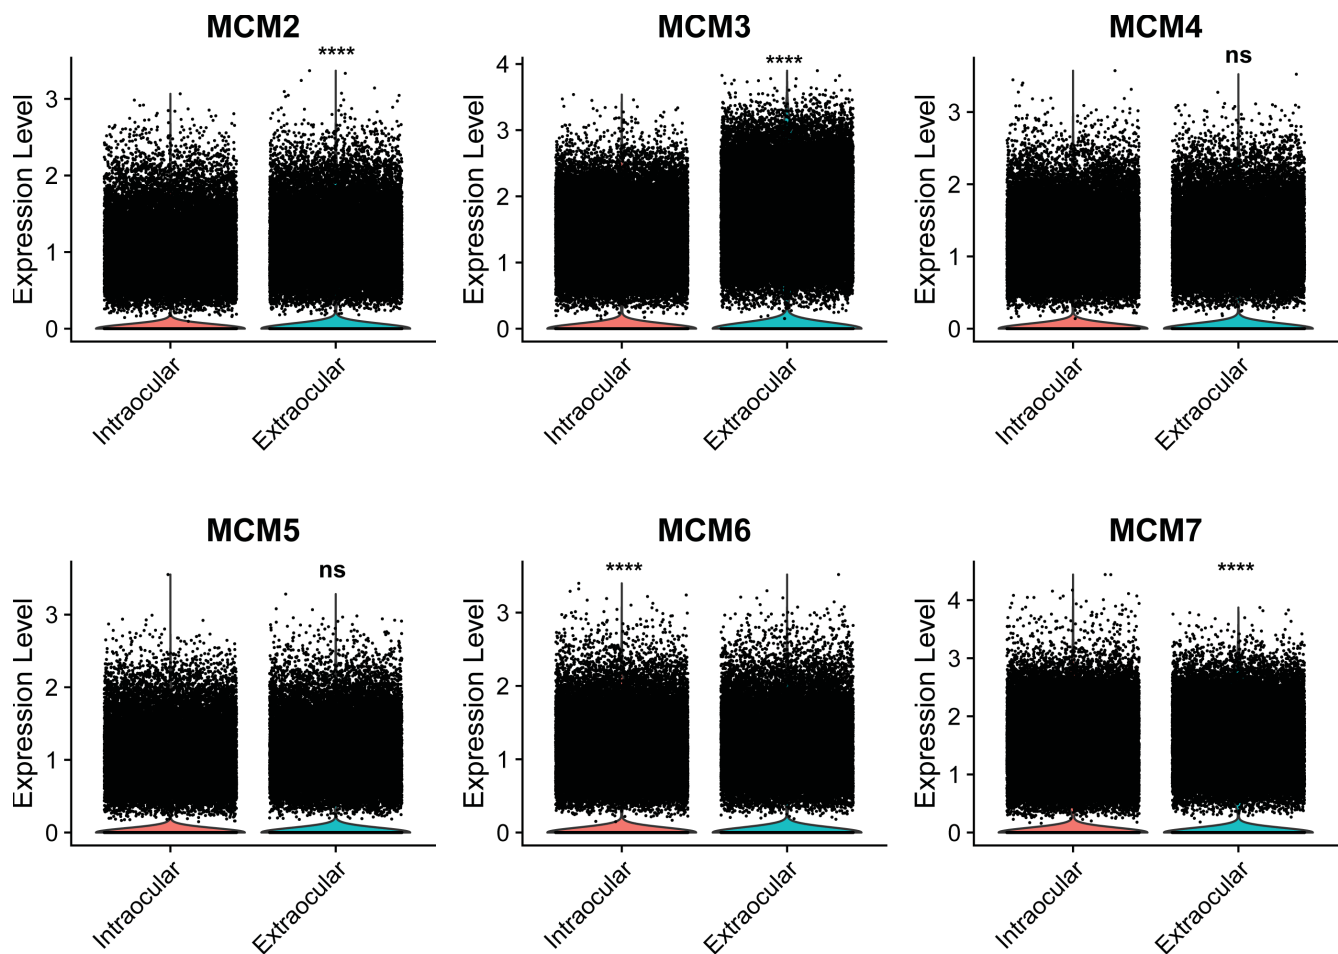 MCM2
****
Expression Level
3
2
1
0
Intraocular
Extraocular
MCM3
****
Expression Level
4
3
2
1
0
Intraocular
Extraocular
MCM4
ns
Expression Level
3
2
1
0
Intraocular
Extraocular
MCM5
ns
Expression Level
3
2
1
0
Intraocular
Extraocular
MCM6
****
Expression Level
3
2
1
0
Intraocular
Extraocular
MCM7
****
Expression Level
4
3
2
1
0
Intraocular
Extraocular